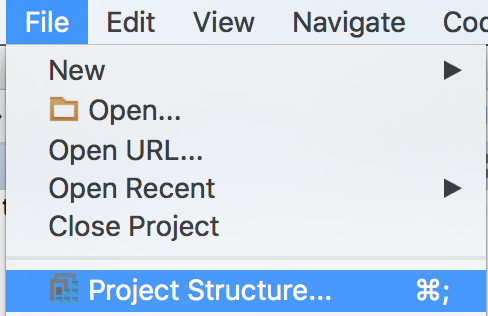 File Edit View Navigate
New
Open...
Open URL...
Open Recent
Close Project
Project Structure... ⌘;